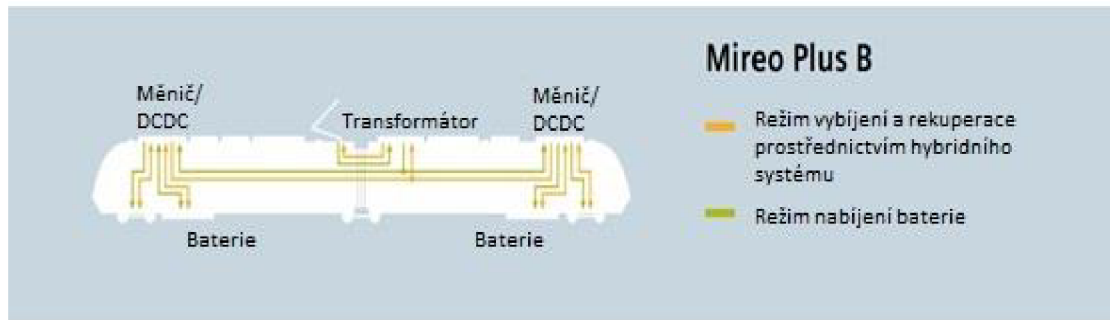 Mireo Plus B
Měnič/
DCDC
Transformátor
Měnič/
DCDC
Režim vybíjení a rekuperace
prostřednictvím hybridního
systému
Režim nabíjení baterie
Baterie
Baterie